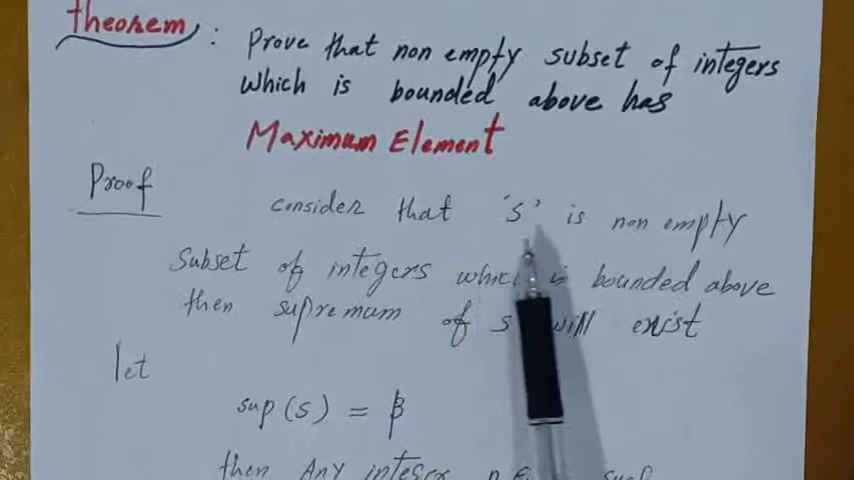 Theorem :
Prove that non empty subset of integers
which is bounded above has
Maximum Element
Proof
consider that 's' is non empty
subset of integers which is bounded above
then supremum of s will exist
let
sup(s) = β
then Any